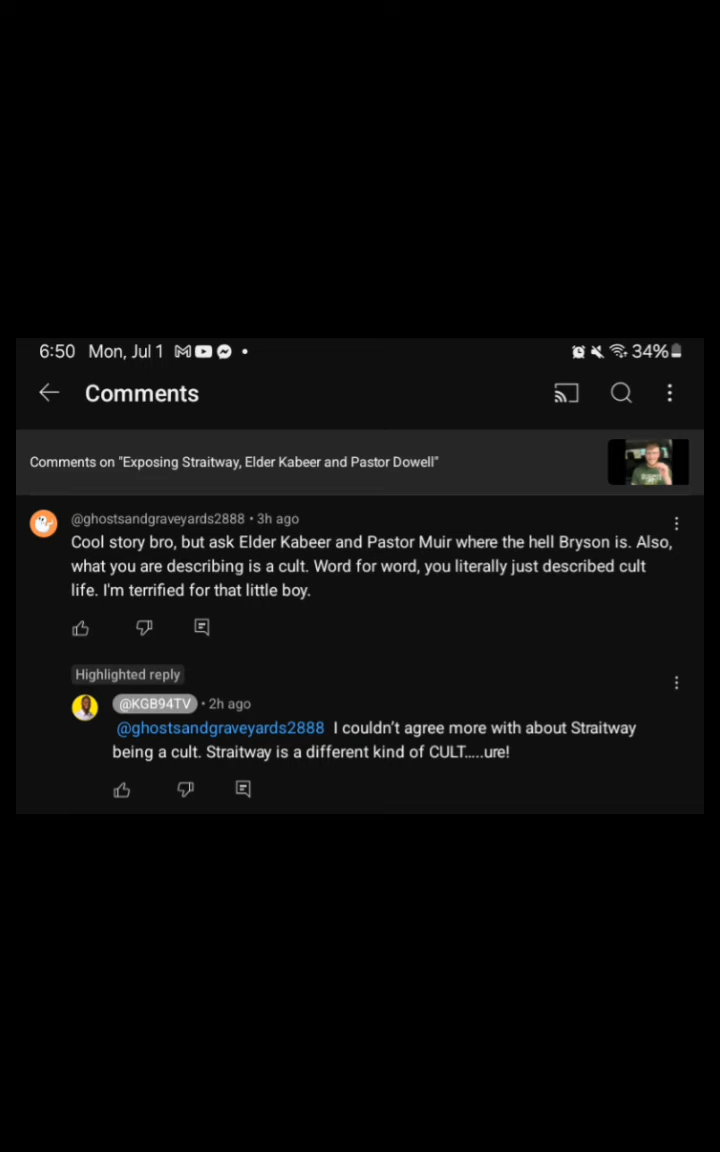 6:50 Mon, Jul 1 34%
Comments
Comments on "Exposing Straitway, Elder Kabeer and Pastor Dowell"
@ghostsandgraveyards2888 • 3h ago
Cool story bro, but ask Elder Kabeer and Pastor Muir where the hell Bryson is. Also,
what you are describing is a cult. Word for word, you literally just described cult
life. I'm terrified for that little boy.
Highlighted reply
@KGB94TV • 2h ago
@ghostsandgraveyards2888 I couldn't agree more with about Straitway
being a cult. Straitway is a different kind of CULT.....ure!